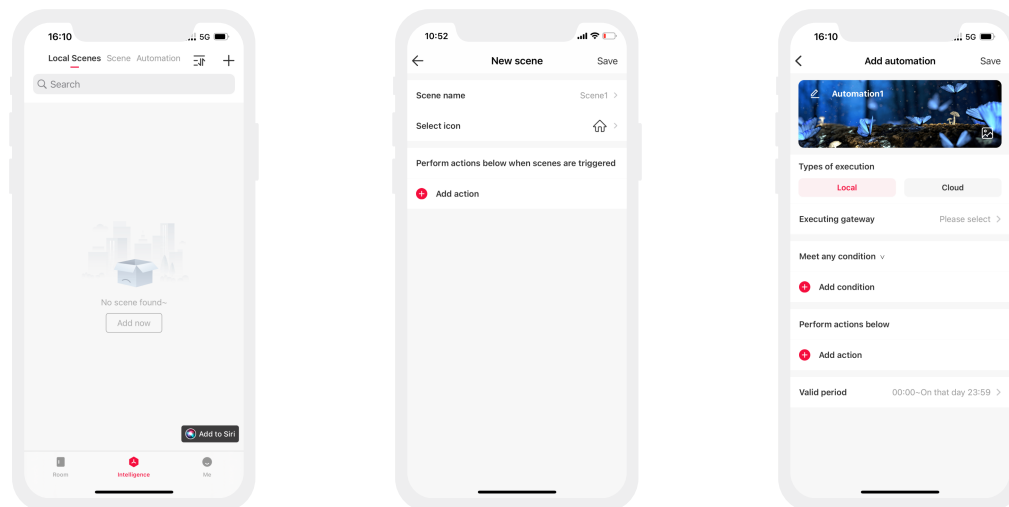 16:10
5G
Local Scenes Scene Automation
Search
No scene found~
Add now
Add to Siri
Room Intelligence Me
10:52
New scene Save
Scene name Scene1 >
Select icon >
Perform actions below when scenes are triggered
Add action
16:10
5G
Add automation Save
Automation1
Types of execution
Local Cloud
Executing gateway Please select >
Meet any condition
Add condition
Perform actions below
Add action
Valid period 00:00~On that day 23:59 >